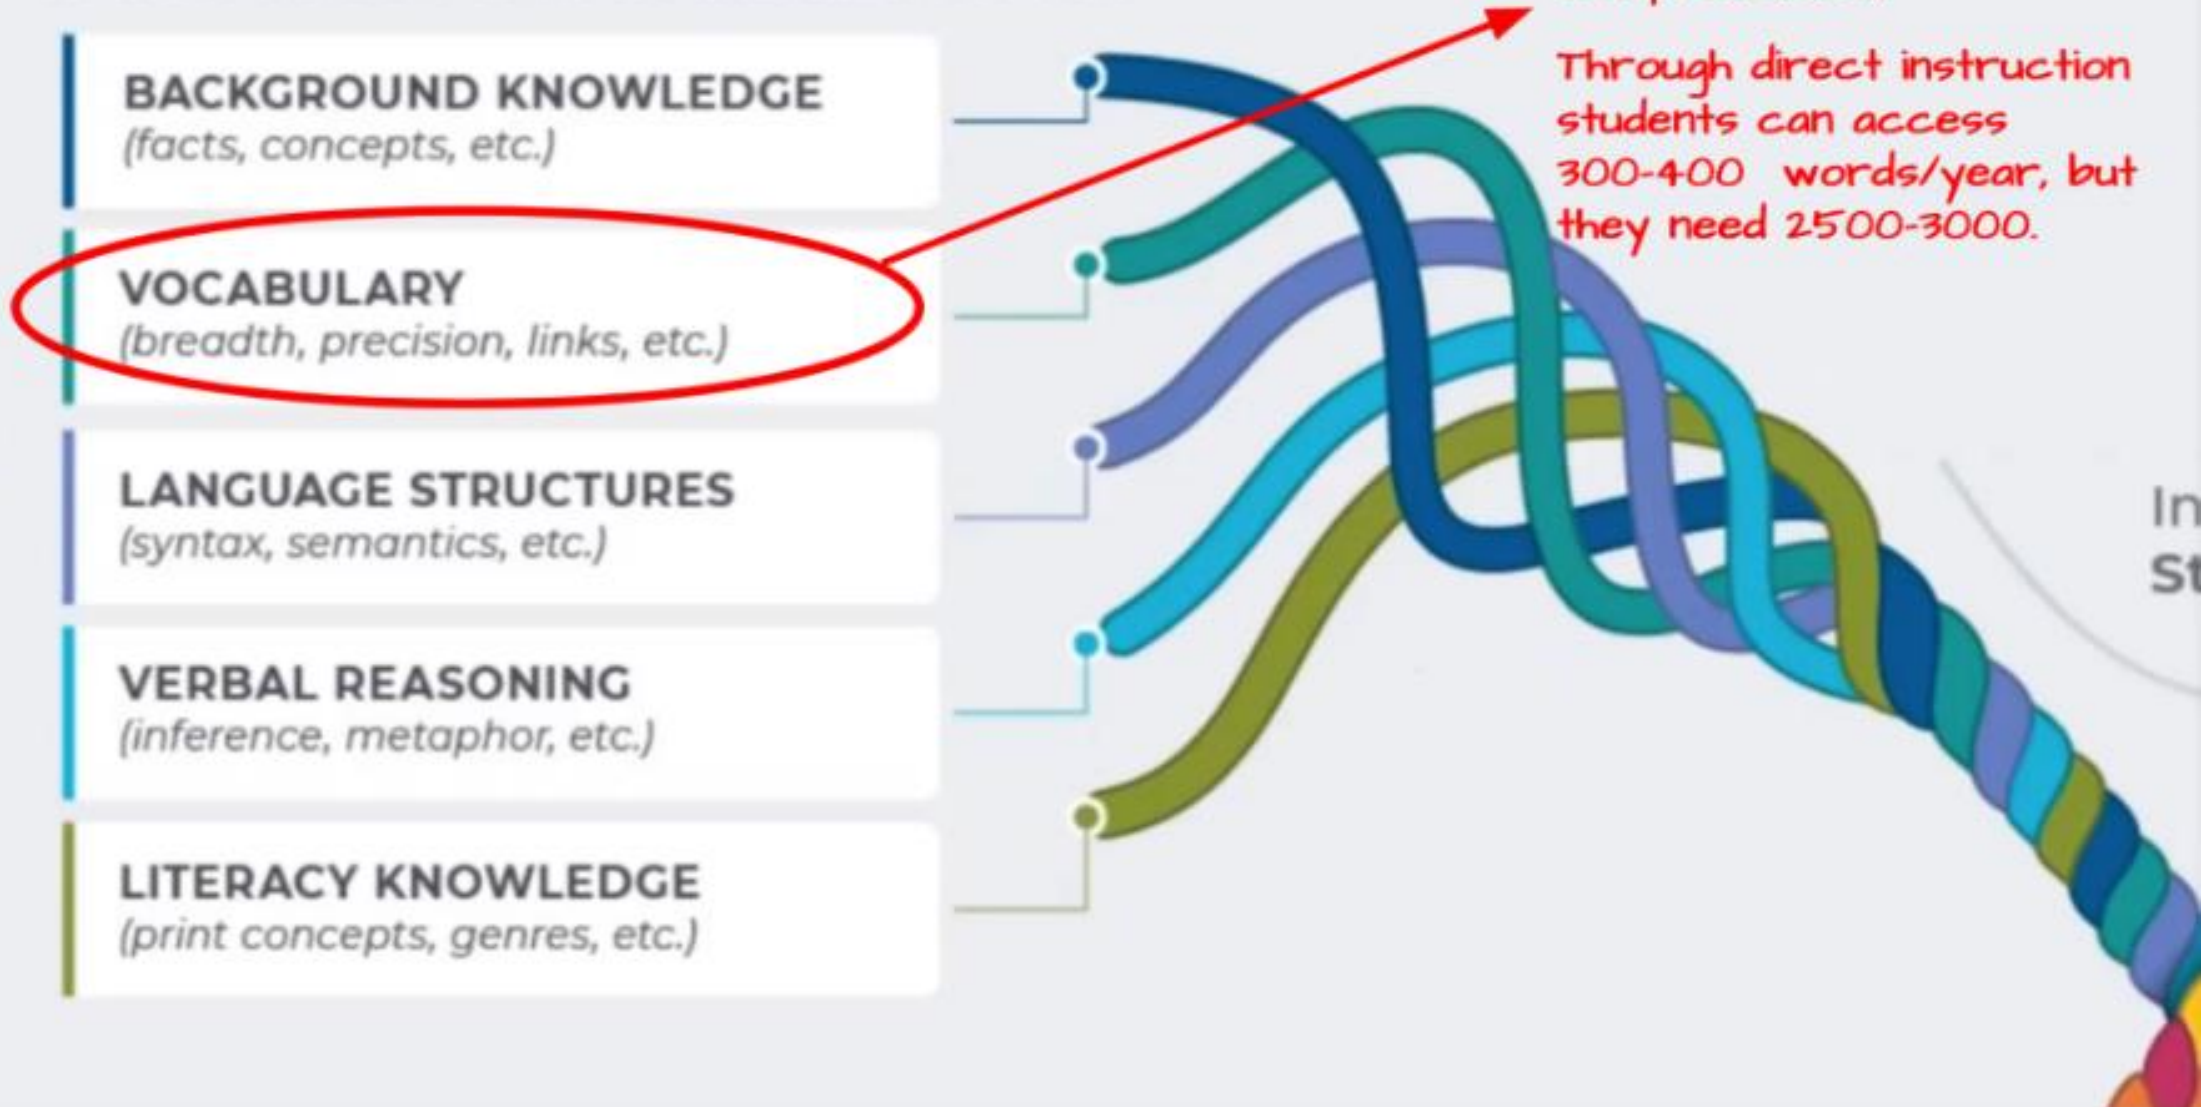 BACKGROUND KNOWLEDGE
(facts, concepts, etc.)
VOCABULARY
(breadth, precision, links, etc.)
LANGUAGE STRUCTURES
(syntax, semantics, etc.)
VERBAL REASONING
(inference, metaphor, etc.)
LITERACY KNOWLEDGE
(print concepts, genres, etc.)
Through direct instruction
students can access
300-400 words/year, but
they need 2500-3000.
In
St